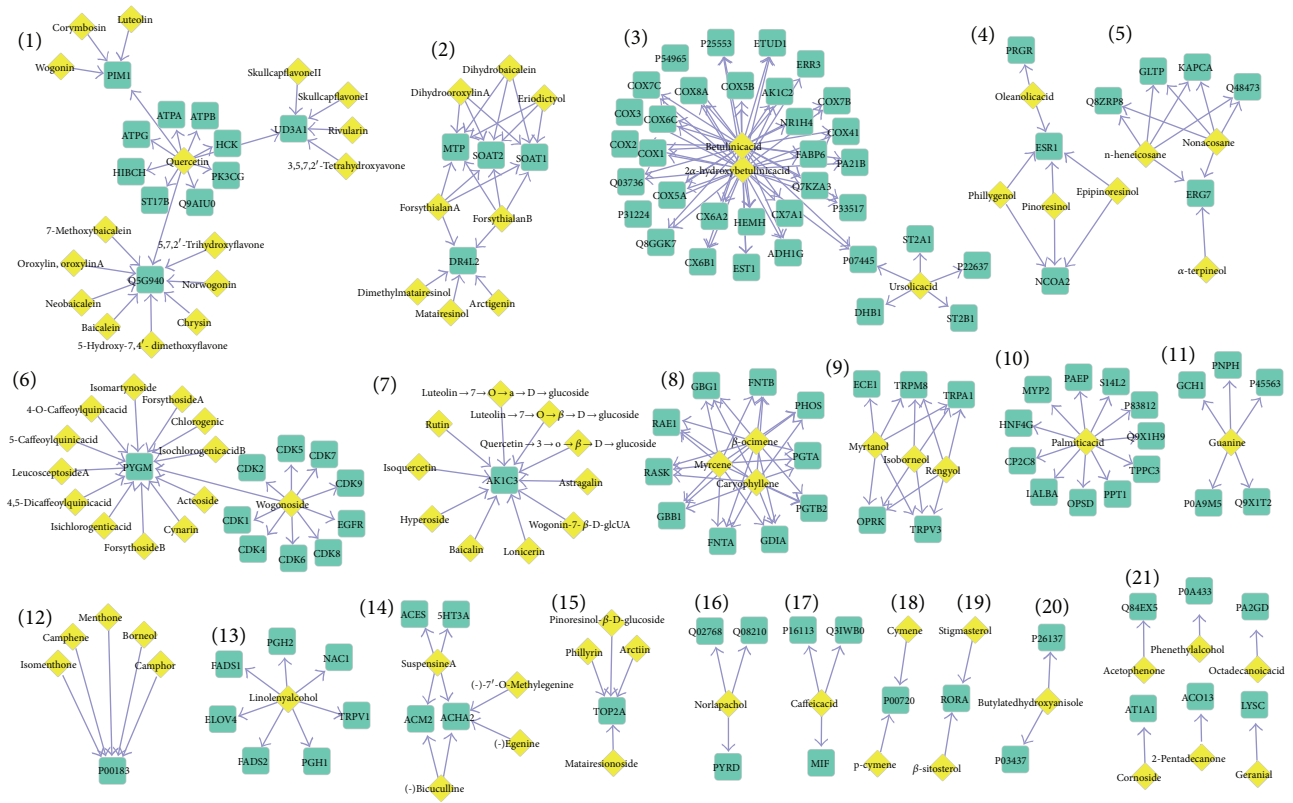 (1)
Luteolin
Corymbosin
Wogonin
PIM1
SkullcapflavoneII
SkullcapflavoneI
UD3A1
Rivularin
3,5,7,2′-Tetrahydroxyavone
ATPA
ATPB
ATPG
HCK
Quercetin
HIBCH
PK3CG
ST17B
Q9AIU0
7-Methoxybaicalein
5,7,2′-Trihydroxyflavone
Oroxylin, oroxylinA
Q5G940
Norwogonin
Neobaicalein
Baicalein
Chrysin
5-Hydroxy-7,4′- dimethoxyflavone
(2)
Dihydrobaicalein
DihydrooroxylinA
Eriodictyol
MTP
SOAT2
SOAT1
ForsythialanA
ForsythialanB
DR4L2
Dimethylmatairesinol
Arctigenin
Matairesinol
(3)
P25553
ETUD1
P54965
ERR3
COX7C
COX8A
COX5B
AK1C2
COX7B
COX3
COX6C
NR1H4
COX41
COX2
COX1
Betulinicacid
FABP6
PA21B
2α-hydroxybetulinicacid
Q03736
COX5A
Q7KZA3
P33517
P31224
CX6A2
HEMH
CX7A1
Q8GGK7
CX6B1
EST1
ADH1G
P07445
ST2A1
P22637
Ursolicacid
DHB1
ST2B1
(4)
PRGR
Oleanolicacid
ESR1
Phillygenol
Pinoresinol
Epipinoresinol
NCOA2
(5)
GLTP
KAPCA
Q8ZRP8
Q48473
n-heneicosane
Nonacosane
ERG7
α-terpineol
(6)
Isomartynoside
ForsythosideA
4-O-Caffeoylquinicacid
Chlorogenic
5-Caffeoylquinicacid
IsochlorogenicacidB
LeucosceptosideA
PYGM
4,5-Dicaffeoylquinicacid
Acteoside
Isichlorogenticacid
Cynarin
ForsythosideB
CDK5
CDK7
CDK2
CDK9
Wogonoside
CDK1
EGFR
CDK4
CDK6
CDK8
(7)
Luteolin → 7 → O → a → D → glucoside
Luteolin → 7 → O → β → D → glucoside
Rutin
Quercetin → 3 → o → β → D → glucoside
Isoquercetin
AK1C3
Astragalin
Hyperoside
Wogonin-7- β-D-glcUA
Baicalin
Lonicerin
(8)
GBG1
FNTB
PHOS
RAE1
β-ocimene
Myrcene
PGTA
RASK
Caryophyllene
GBB1
PGTB2
FNTA
GDIA
(9)
ECE1
TRPM8
TRPA1
Myrtanol
Isoborneol
Rengyol
OPRK
TRPV3
(10)
MYP2
PAEP
S14L2
P83812
HNF4G
Palmiticacid
Q9X1H9
CP2C8
TPPC3
LALBA
OPSD
PPT1
(11)
PNPH
GCH1
P45563
Guanine
P0A9M5
Q9X1T2
(12)
Menthone
Camphene
Borneol
Isomenthone
Camphor
P00183
(13)
PGH2
FADS1
NAC1
Linolenyalcohol
ELOV4
TRPV1
FADS2
PGH1
(14)
ACES
5HT3A
SuspensineA
(-)-7′-O-Methylegenine
ACM2
ACHA2
(-)Egenine
(-)Bicuculline
(15)
Pinoresinol-β-D-glucoside
Phillyrin
Arctiin
TOP2A
Matairesionoside
(16)
Q02768
Q08210
Norlapachol
PYRD
(17)
P16113
Q3IWB0
Caffeicacid
MIF
(18)
Cymene
P00720
p-cymene
(19)
Stigmasterol
RORA
β-sitosterol
(20)
P26137
Butylatedhydroxyanisole
P03437
(21)
Q84EX5
P0A433
PA2GD
Acetophenone
Phenethylalcohol
Octadecanoicacid
AT1A1
ACO13
LYSC
Cornoside
2-Pentadecanone
Geranial